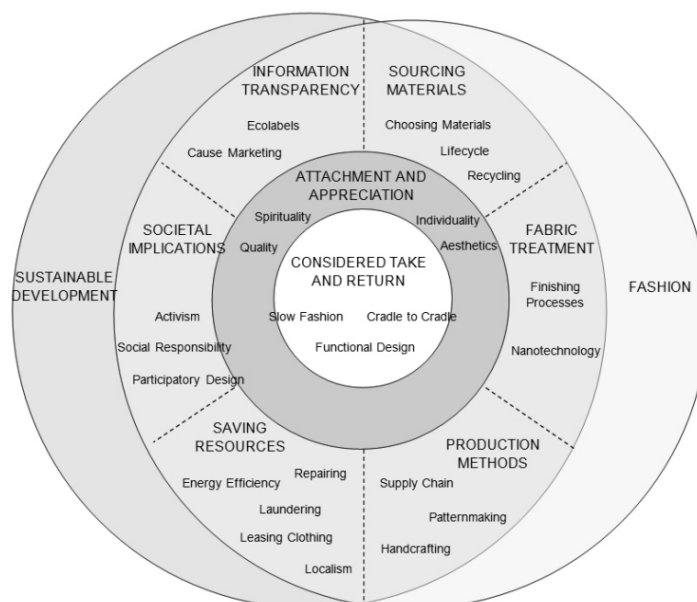 INFORMATION
TRANSPARENCY
Ecolabels
Cause Marketing
SOURCING
MATERIALS
Choosing Materials
Lifecycle
Recycling
ATTACHMENT AND
APPRECIATION
Spirituality
Quality
Individuality
Aesthetics
SOCIETAL
IMPLICATIONS
Activism
Social Responsibility
Participatory Design
FABRIC
TREATMENT
Finishing
Processes
Nanotechnology
SUSTAINABLE
DEVELOPMENT
CONSIDERED TAKE
AND RETURN
Slow Fashion
Cradle to Cradle
Functional Design
FASHION
SAVING
RESOURCES
Repairing
Energy Efficiency
Laundering
Leasing Clothing
Localism
PRODUCTION
METHODS
Supply Chain
Patternmaking
Handcrafting